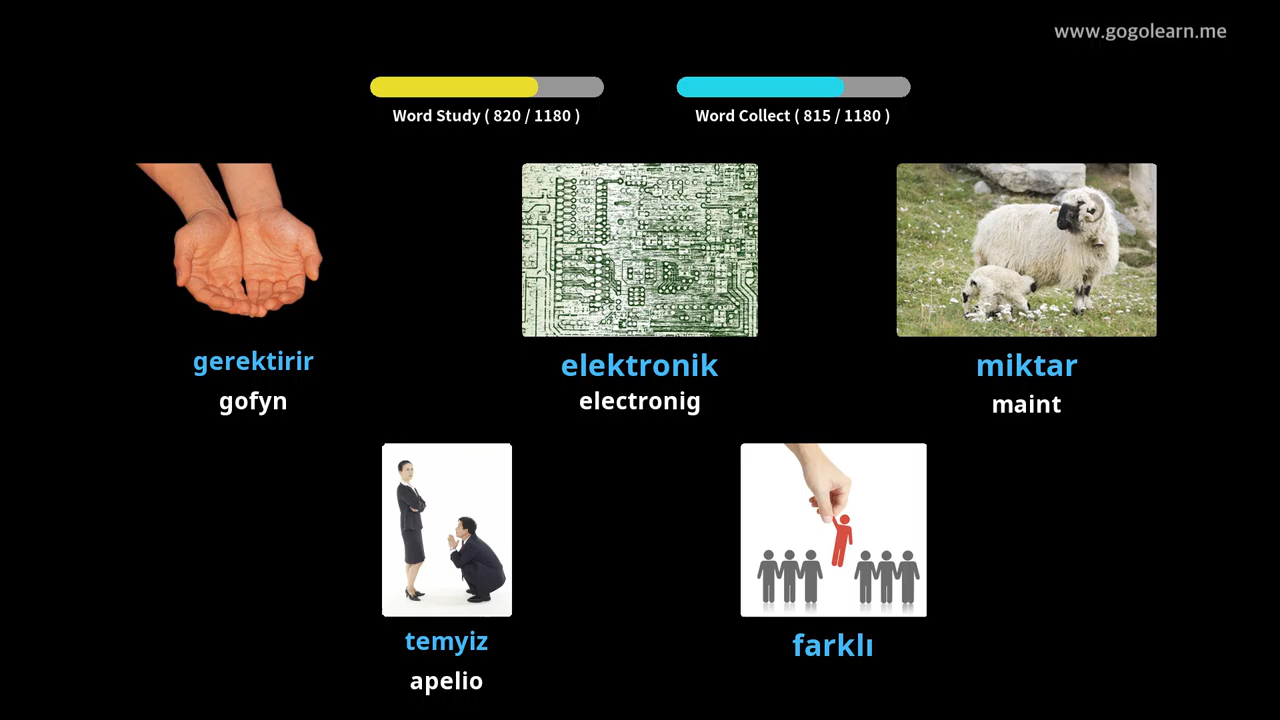 www.gogolearn.me
Word Study ( 820 / 1180 )
Word Collect ( 815 / 1180 )
gerektirir
gofyn
elektronik
electronig
miktar
maint
temyiz
apelio
farklı